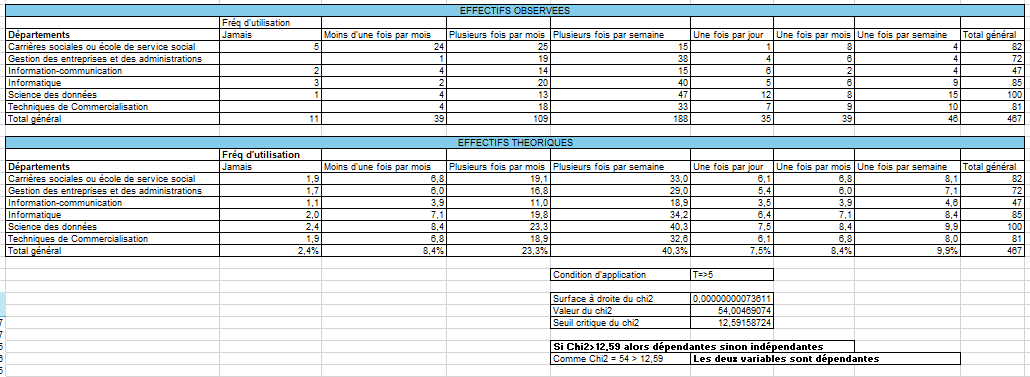 EFFECTIFS OBSERVEES
Fréq d'utilisation
Départements Jamais Moins d'une fois par mois Plusieurs fois par mois Plusieurs fois par semaine Une fois par jour Une fois par mois Une fois par semaine Total général
Carrières sociales ou école de service social 5 24 25 15 1 8 4 82
Gestion des entreprises et des administrations 1 19 38 4 6 4 72
Information-communication 2 4 14 15 6 2 4 47
Informatique 3 2 20 40 5 6 9 85
Science des données 1 4 13 47 12 8 15 100
Techniques de Commercialisation 4 18 33 7 9 10 81
Total général 11 39 109 188 35 39 46 467
EFFECTIFS THEORIQUES
Fréq d'utilisation
Départements Jamais Moins d'une fois par mois Plusieurs fois par mois Plusieurs fois par semaine Une fois par jour Une fois par mois Une fois par semaine Total général
Carrières sociales ou école de service social 1,9 6,8 19,1 33,0 6,1 6,8 8,1 82
Gestion des entreprises et des administrations 1,7 6,0 16,8 29,0 5,4 6,0 7,1 72
Information-communication 1,1 3,9 11,0 18,9 3,5 3,9 4,6 47
Informatique 2,0 7,1 19,8 34,2 6,4 7,1 8,4 85
Science des données 2,4 8,4 23,3 40,3 7,5 8,4 9,9 100
Techniques de Commercialisation 1,9 6,8 18,9 32,6 6,1 6,8 8,0 81
Total général 2,4% 8,4% 23,3% 40,3% 7,5% 8,4% 9,9% 467
Condition d'application T=>5
Surface à droite du chi2 0,00000000073611
Valeur du chi2 54,00469074
Seuil critique du chi2 12,59158724
Si Chi2>12,59 alors dépendantes sinon indépendantes
Comme Chi2 = 54 > 12,59 Les deux variables sont dépendantes